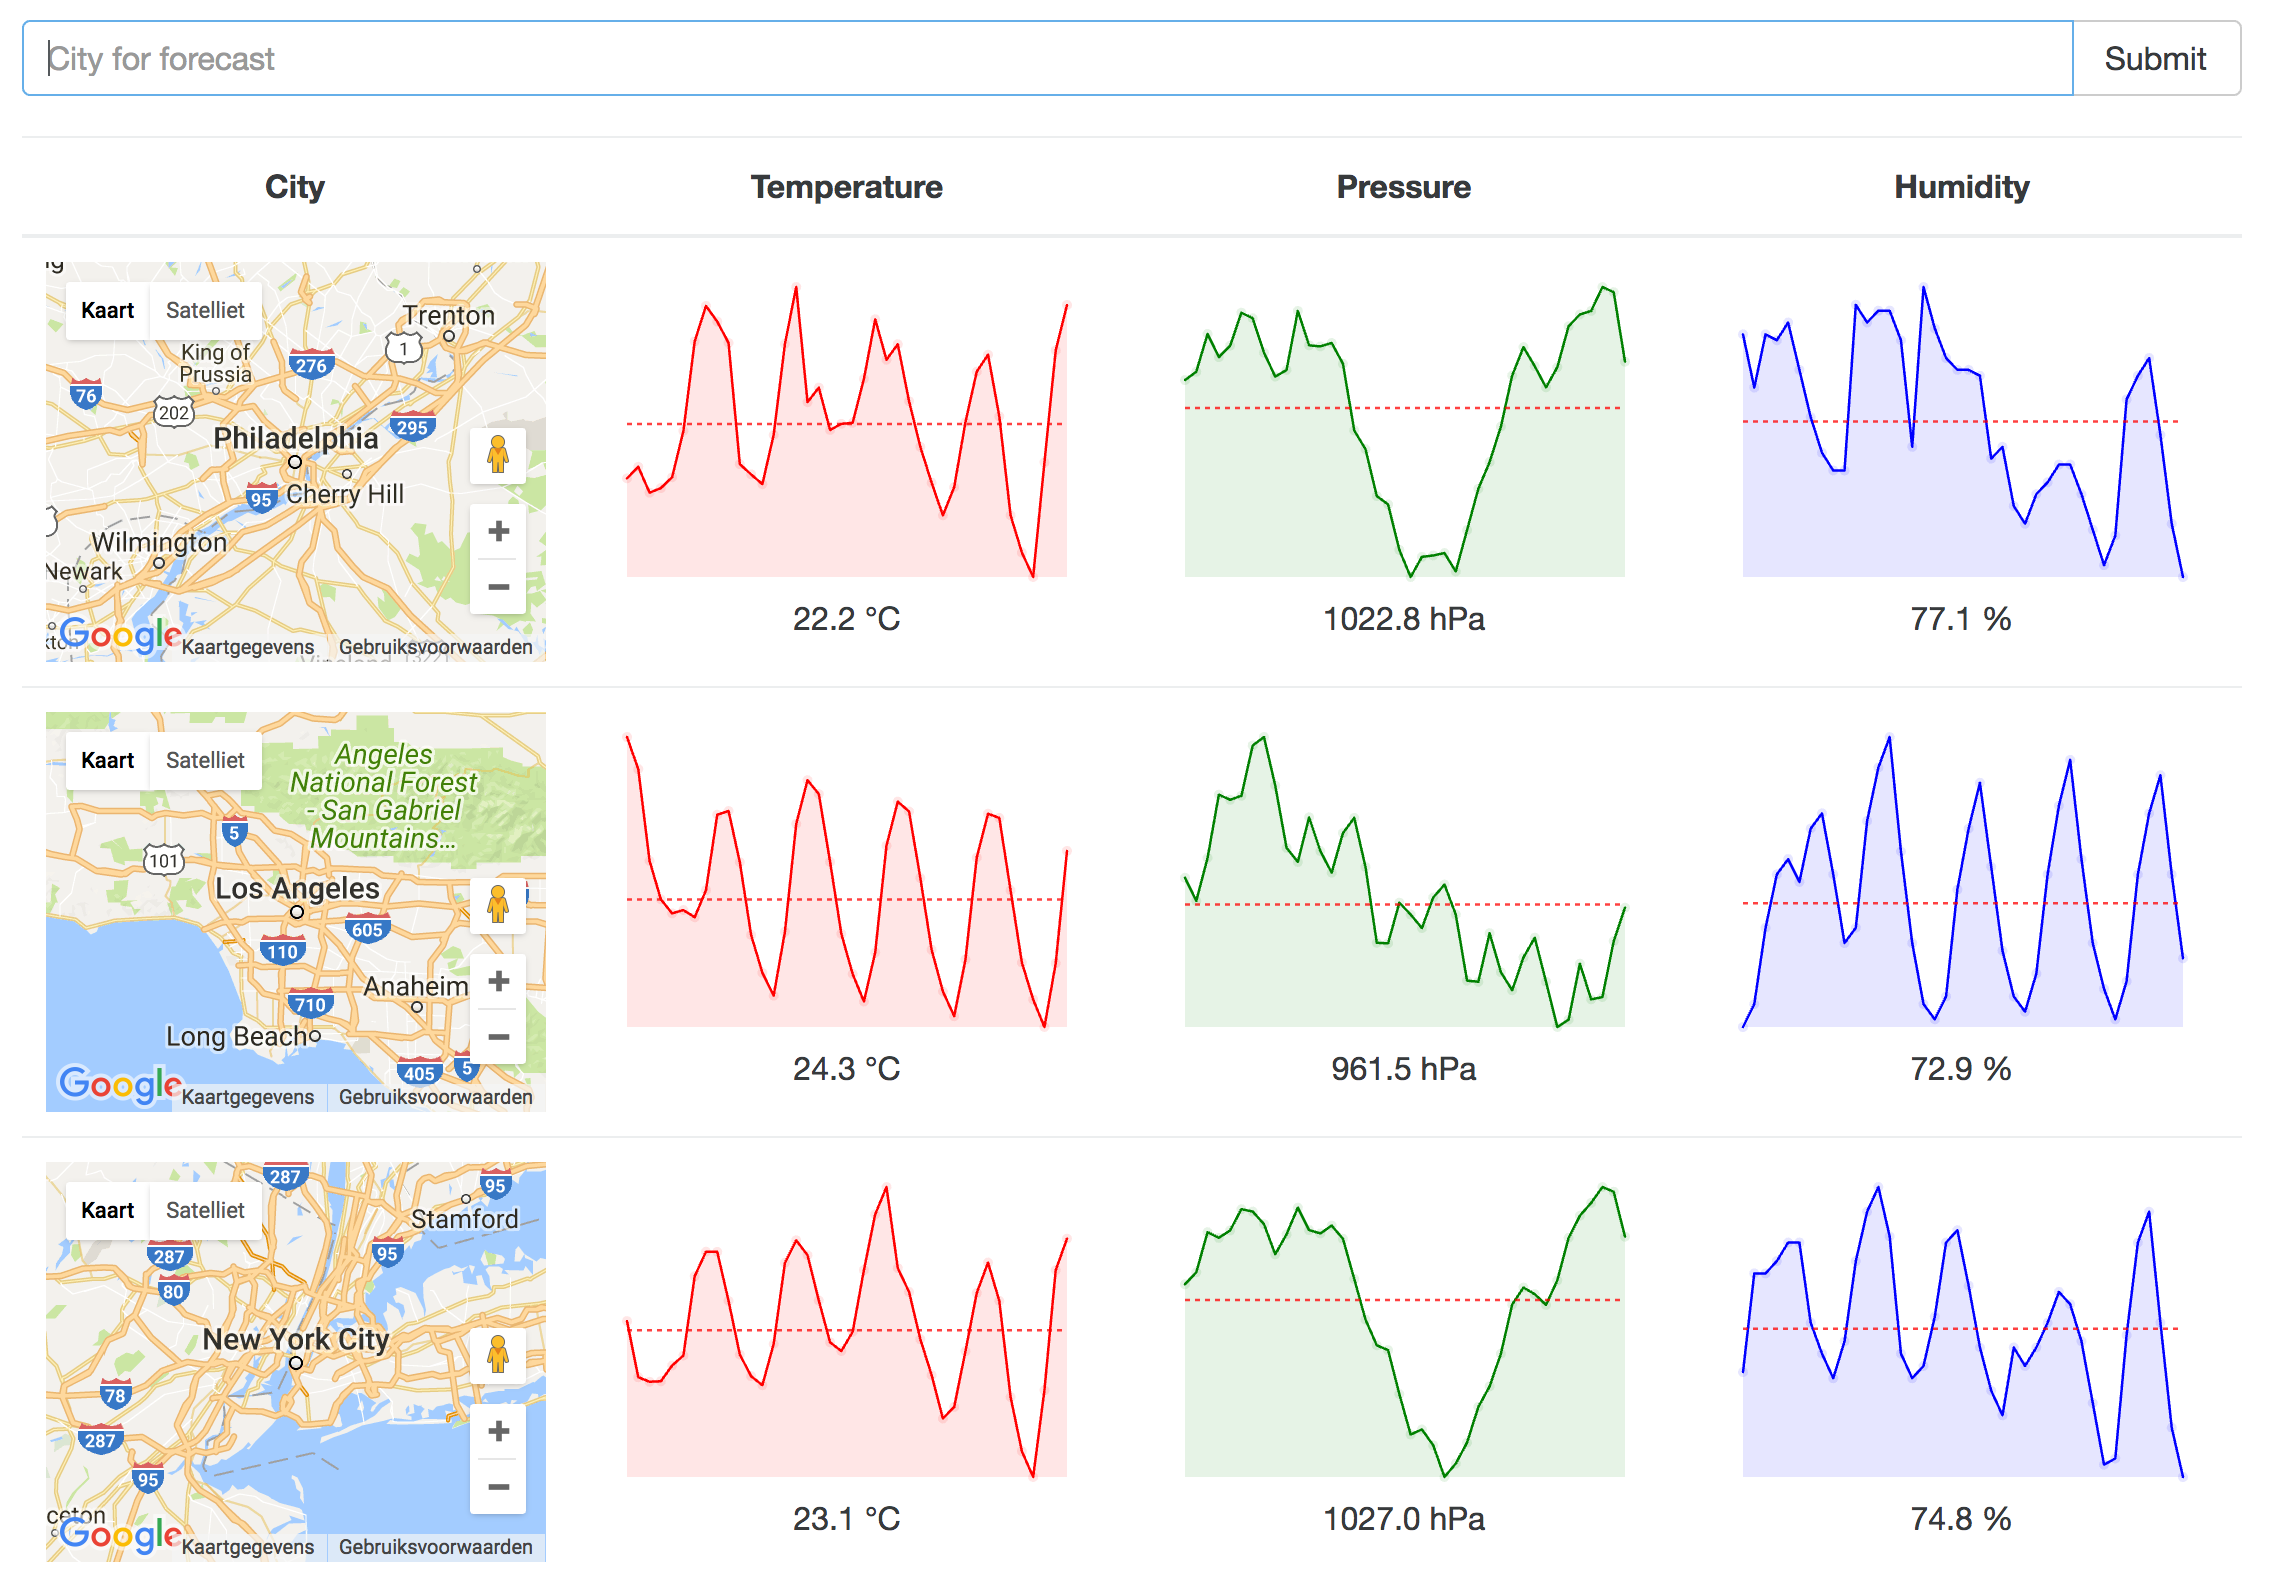 City for forecast
Submit
City
Temperature
Pressure
Humidity
Kaart
Satelliet
Trenton
1
King of
Prussia
276
76
202
295
Philadelphia
95
Cherry Hill
Wilmington
Newark
Google
Kaartgegevens
Gebruiksvoorwaarden
22.2 °C
1022.8 hPa
77.1 %
Kaart
Satelliet
Angeles
National Forest
- San Gabriel
Mountains...
5
101
Los Angeles
605
110
Anaheim
710
Long Beach
405
5
Google
Kaartgegevens
Gebruiksvoorwaarden
24.3 °C
961.5 hPa
72.9 %
287
95
Kaart
Satelliet
Stamford
287
95
80
New York City
78
287
95
ceton
Google
Kaartgegevens
Gebruiksvoorwaarden
23.1 °C
1027.0 hPa
74.8 %